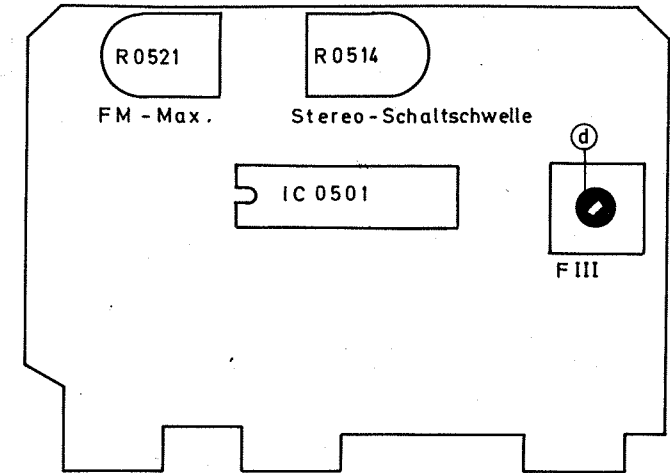 R0521
R0514
FM-Max.
Stereo-Schaltschwelle
d
IC 0501
F III